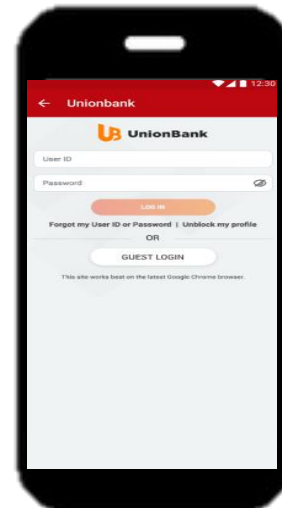 12:30
← Unionbank
UB UnionBank
User ID
Password
LOG IN
Forgot my User ID or Password | Unblock my profile
OR
GUEST LOGIN
This site works best on the latest Google Chrome browser.